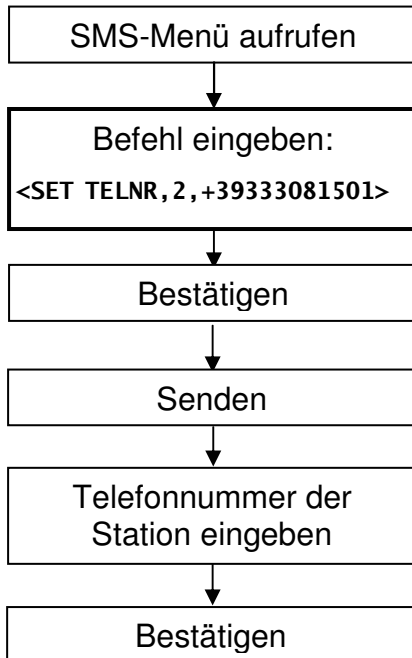 SMS-Menü aufrufen
Befehl eingeben:
<SET TELNR,2,+39333081501>
Bestätigen
Senden
Telefonnummer der
Station eingeben
Bestätigen